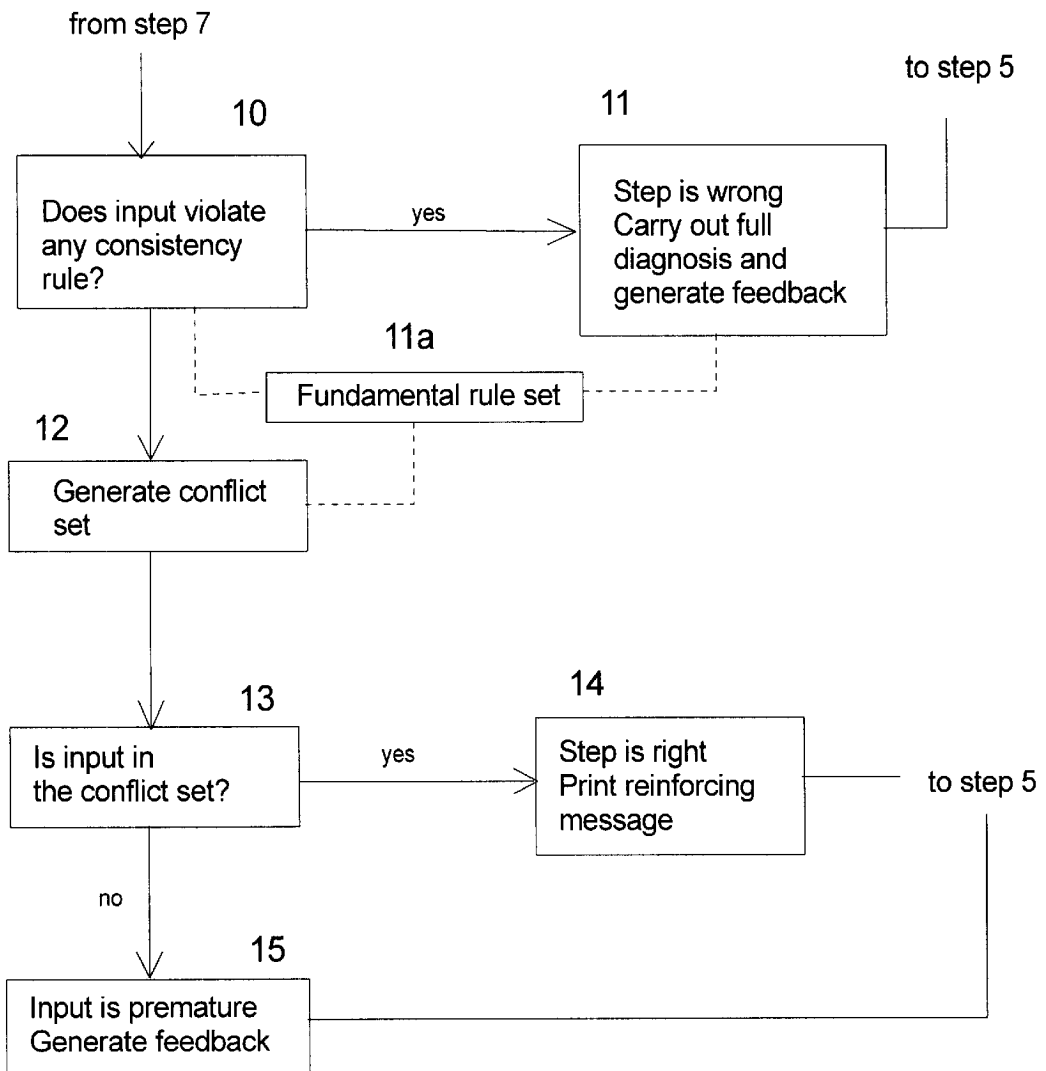 from step 7
to step 5
10
11
Does input violate
any consistency
rule?
yes
Step is wrong
Carry out full
diagnosis and
generate feedback
11a
Fundamental rule set
12
Generate conflict
set
13
14
Is input in
the conflict set?
yes
Step is right
Print reinforcing
message
to step 5
no
15
Input is premature
Generate feedback